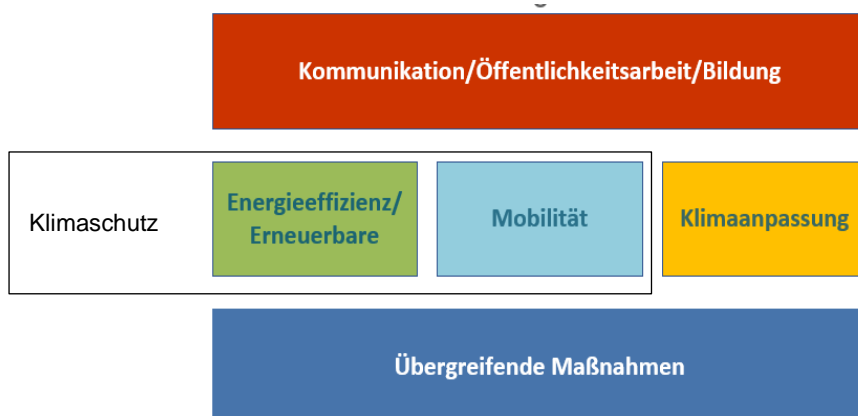 Kommunikation/Öffentlichkeitsarbeit/Bildung
Klimaschutz
Energieeffizienz/
Erneuerbare
Mobilität
Klimaanpassung
Übergreifende Maßnahmen